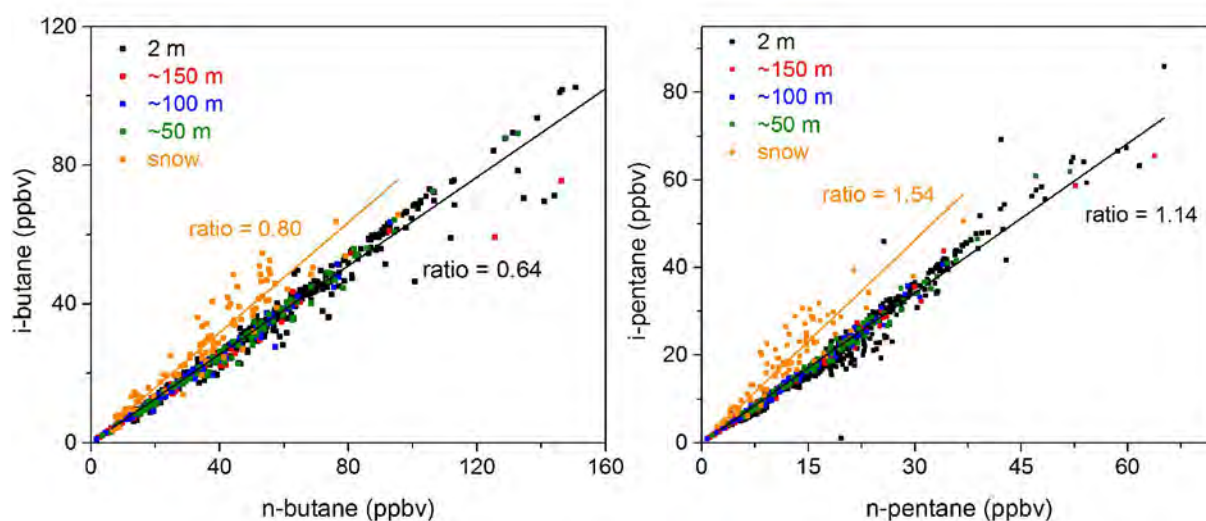 120
80
40
0
i-butane (ppbv)
2 m
~150 m
~100 m
~50 m
snow
ratio = 0.80
ratio = 0.64
0 40 80 120 160
n-butane (ppbv)
80
60
40
20
0
i-pentane (ppbv)
2 m
~150 m
~100 m
~50 m
snow
ratio = 1.54
ratio = 1.14
0 15 30 45 60
n-pentane (ppbv)